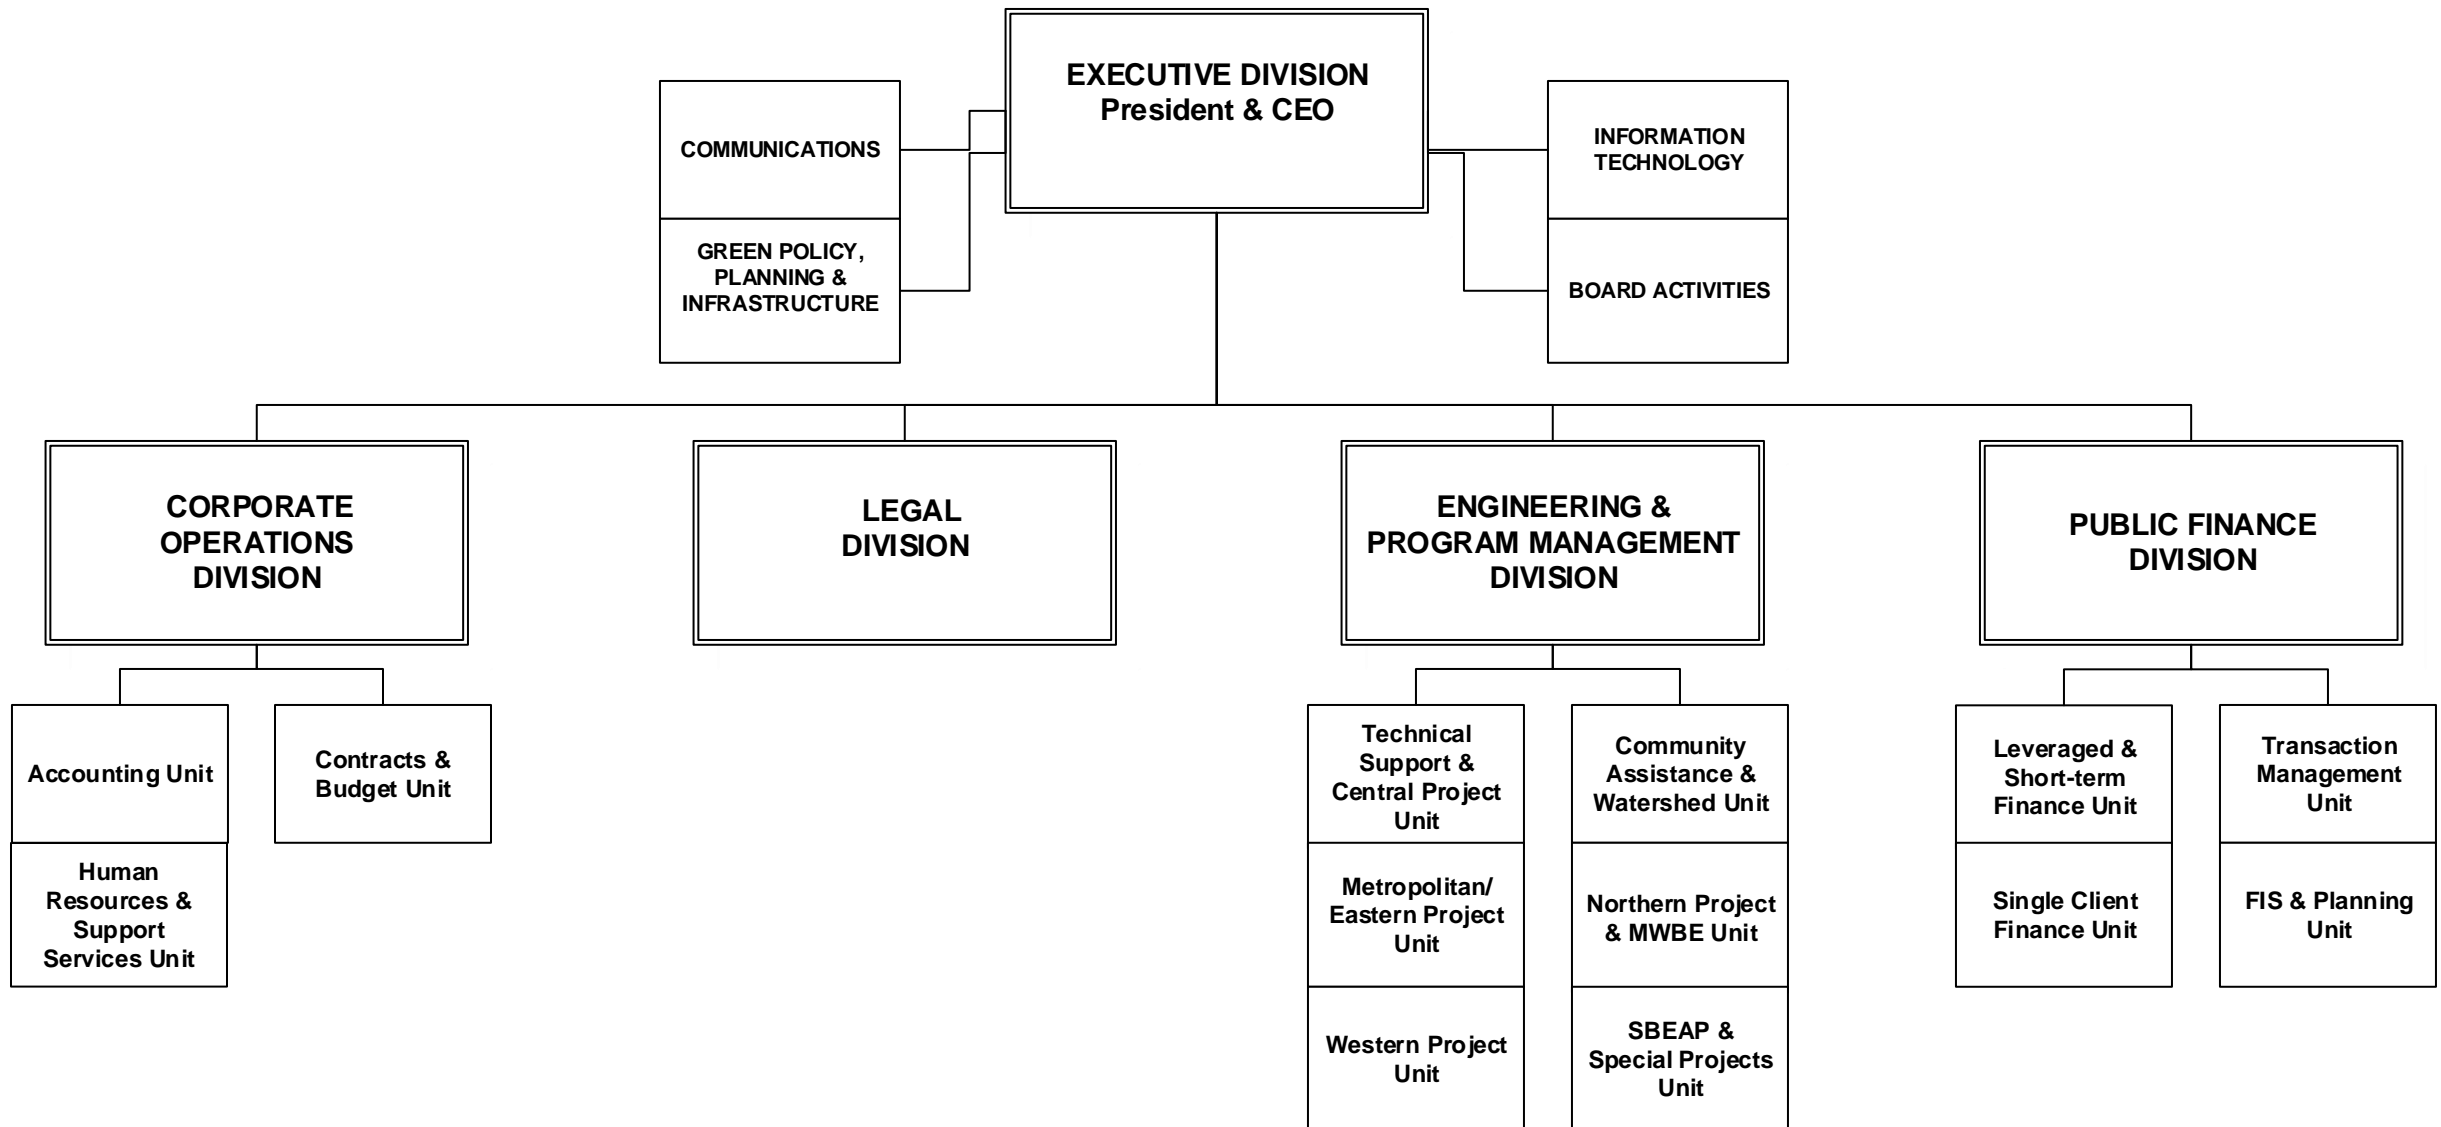 EXECUTIVE DIVISION
President & CEO
COMMUNICATIONS
GREEN POLICY,
PLANNING &
INFRASTRUCTURE
INFORMATION
TECHNOLOGY
BOARD ACTIVITIES
CORPORATE
OPERATIONS
DIVISION
LEGAL
DIVISION
ENGINEERING &
PROGRAM MANAGEMENT
DIVISION
PUBLIC FINANCE
DIVISION
Accounting Unit
Human
Resources &
Support
Services Unit
Contracts &
Budget Unit
Technical
Support &
Central Project
Unit
Metropolitan/
Eastern Project
Unit
Western Project
Unit
Community
Assistance &
Watershed Unit
Northern Project
& MWBE Unit
SBEAP &
Special Projects
Unit
Leveraged &
Short-term
Finance Unit
Single Client
Finance Unit
Transaction
Management
Unit
FIS & Planning
Unit